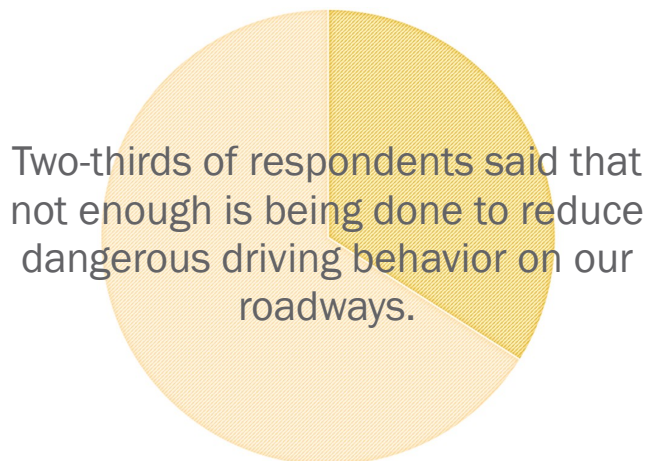 Two-thirds of respondents said that
not enough is being done to reduce
dangerous driving behavior on our
roadways.